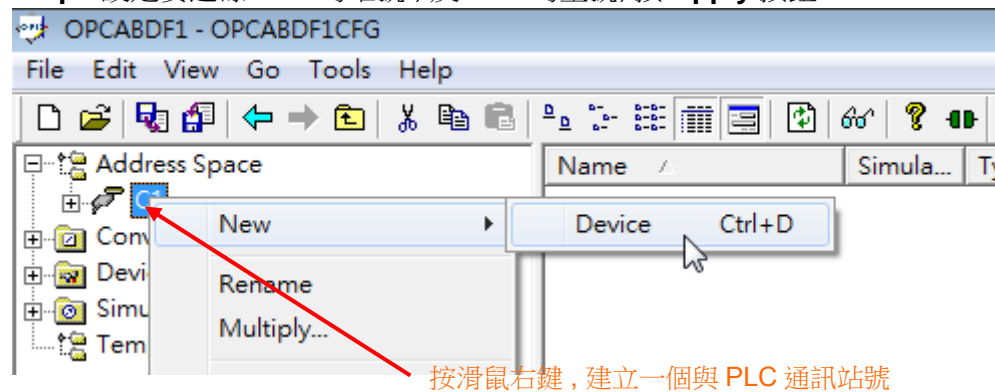 OPCABDF1 - OPCABDF1CFG
File Edit View Go Tools Help
Address Space
Name Simula...
New
Device Ctrl+D
Rename
Multiply...
按滑鼠右鍵 , 建立一個與 PLC 通訊站號